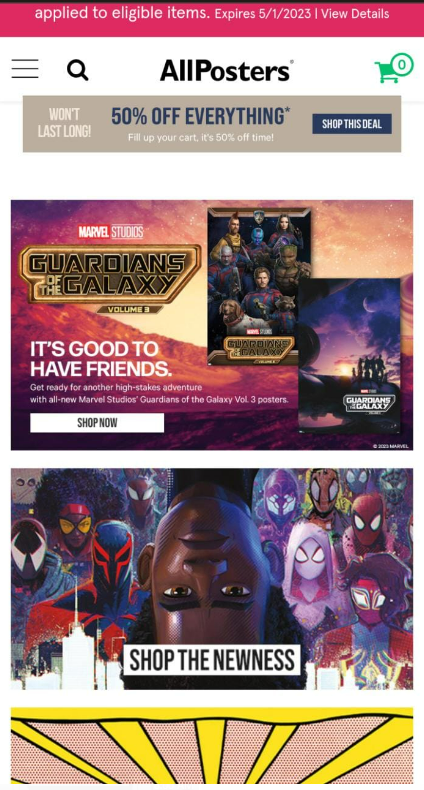 applied to eligible items. Expires 5/1/2023 | View Details
AllPosters
0
WON'T
LAST LONG!
50% OFF EVERYTHING*
Fill up your cart, it's 50% off time!
SHOP THIS DEAL
MARVEL STUDIOS
GUARDIANS
OF THE GALAXY
VOLUME 3
IT'S GOOD TO
HAVE FRIENDS.
Get ready for another high-stakes adventure
with all-new Marvel Studios' Guardians of the Galaxy Vol. 3 posters.
SHOP NOW
MARVEL STUDIOS
GUARDIANS
OF THE GALAXY
GUARDIANS
OF THE GALAXY
© 2023 MARVEL
SHOP THE NEWNESS